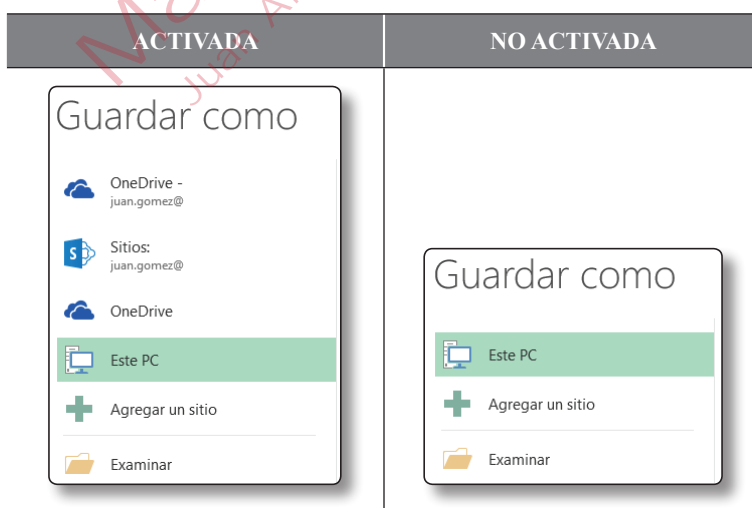 ACTIVADA
NO ACTIVADA
Guardar como
OneDrive -
juan.gomez@
Sitios:
juan.gomez@
OneDrive
Este PC
Agregar un sitio
Examinar
Guardar como
Este PC
Agregar un sitio
Examinar
Juan